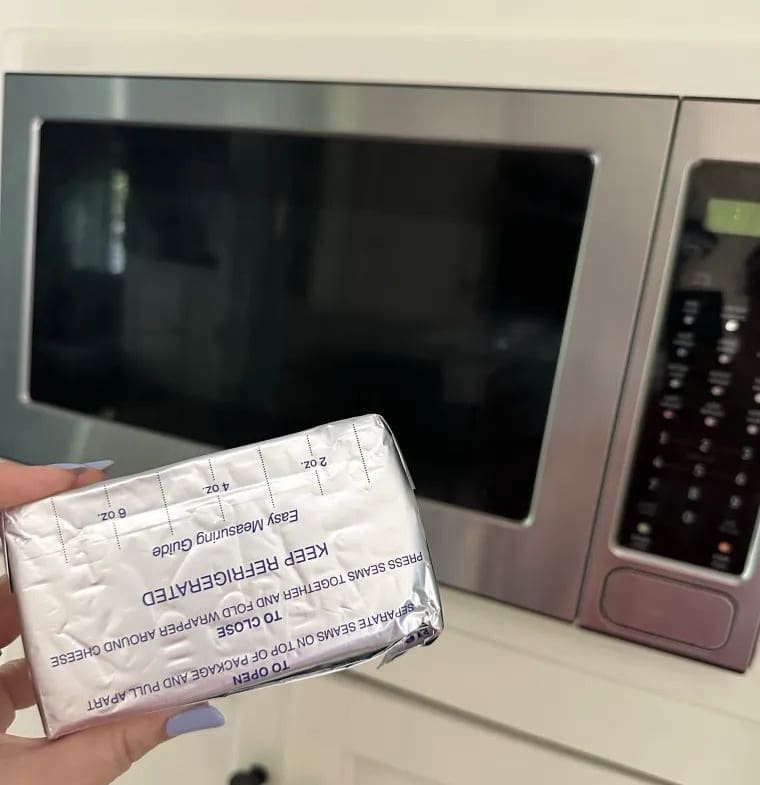 TO OPEN
SEPARATE SEAMS ON TOP OF PACKAGE AND PULL APART
TO CLOSE
PRESS SEAMS TOGETHER AND FOLD WRAPPER AROUND CHEESE
KEEP REFRIGERATED
Easy Measuring Guide
2 oz. 4 oz. 6 oz.